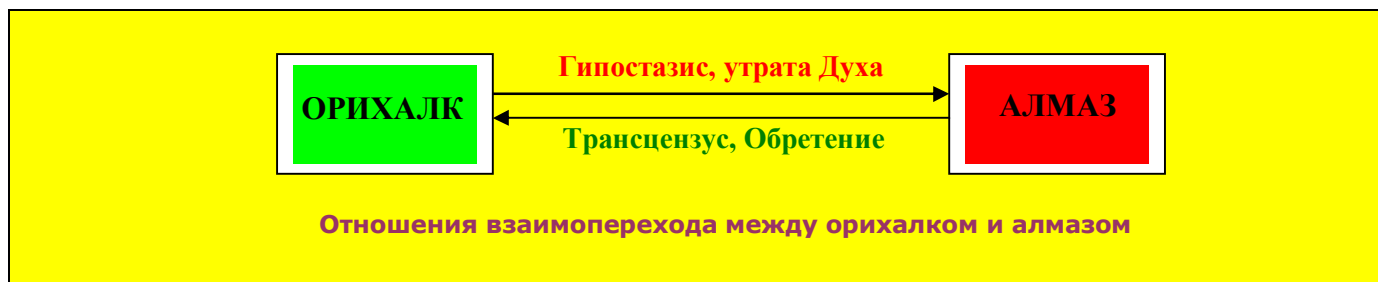 Гипостазис, утрата Духа
ОРИХАЛК
АЛМАЗ
Трансцензус, Обретение
Отношения взаимоперехода между орихалком и алмазом